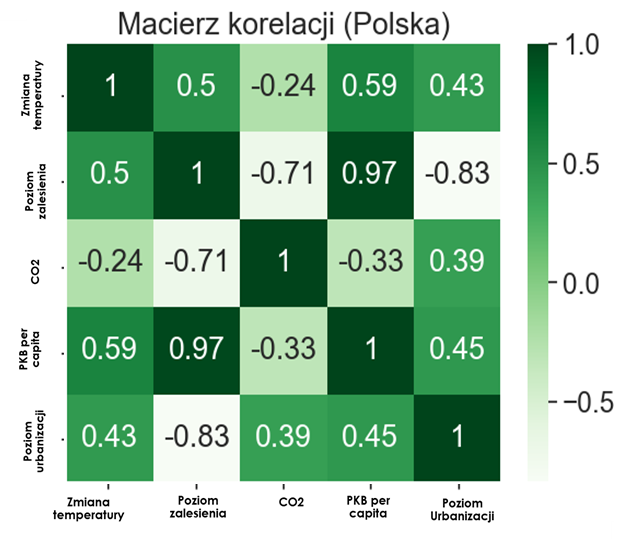 Macierz korelacji (Polska)
Zmiana
temperatury
1 0.5 -0.24 0.59 0.43
1.0
Poziom
zalesienia
0.5 1 -0.71 0.97 -0.83
0.5
CO2
-0.24 -0.71 1 -0.33 0.39
0.0
PKB per
capita
0.59 0.97 -0.33 1 0.45
−0.5
Poziom
urbanizacji
0.43 -0.83 0.39 0.45 1
Zmiana
temperatury
Poziom
zalesienia
CO2
PKB per
capita
Poziom
Urbanizacji